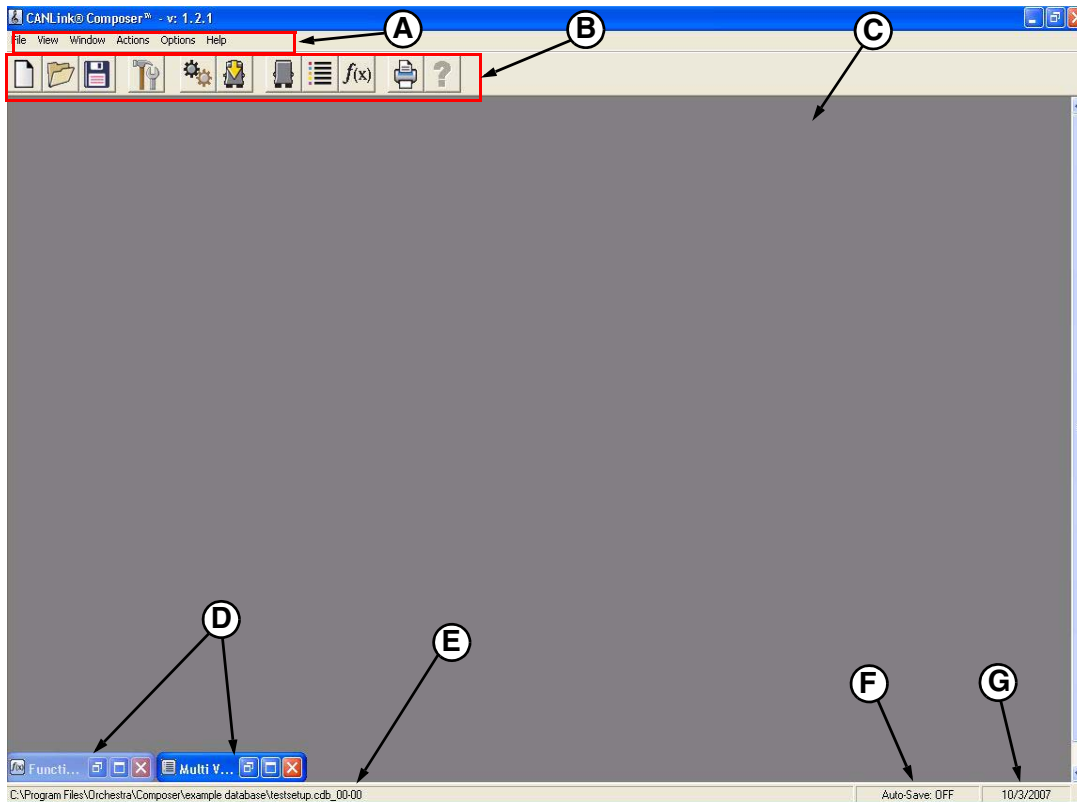 CANLink® Composer™ - v: 1.2.1
File View Window Actions Options Help
A
B
C
f(x)
?
D
E
F
G
f(x) Functi...
Multi V...
C:\Program Files\Orchestra\Composer\example database\testsetup.cdb_00-00
Auto-Save: OFF
10/3/2007